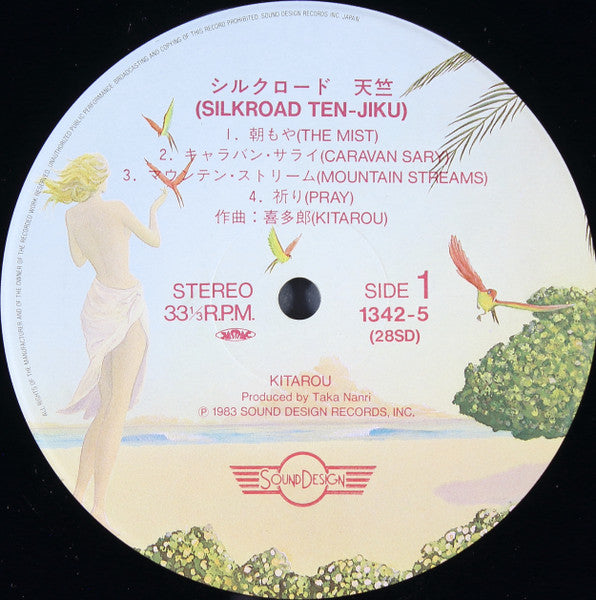 ALL RIGHTS OF THE MANUFACTURER AND OF THE OWNER OF THE RECORDED WORK RESERVED. UNAUTHORIZED PUBLIC PERFORMANCE, BROADCASTING AND COPYING OF THIS RECORD PROHIBITED. SOUND DESIGN RECORDS INC. JAPAN
シルクロード 天竺
(SILKROAD TEN-JIKU)
1. 朝もや(THE MIST)
2. キャラバン・サライ(CARAVAN SARY)
3. マウンテン・ストリーム(MOUNTAIN STREAMS)
4. 祈り(PRAY)
作曲:喜多郎(KITAROU)
STEREO
33⅓R.P.M.
SIDE 1
1342-5
(28SD)
KITAROU
Produced by Taka Nanri
Ⓟ 1983 SOUND DESIGN RECORDS, INC.
SOUND DESIGN